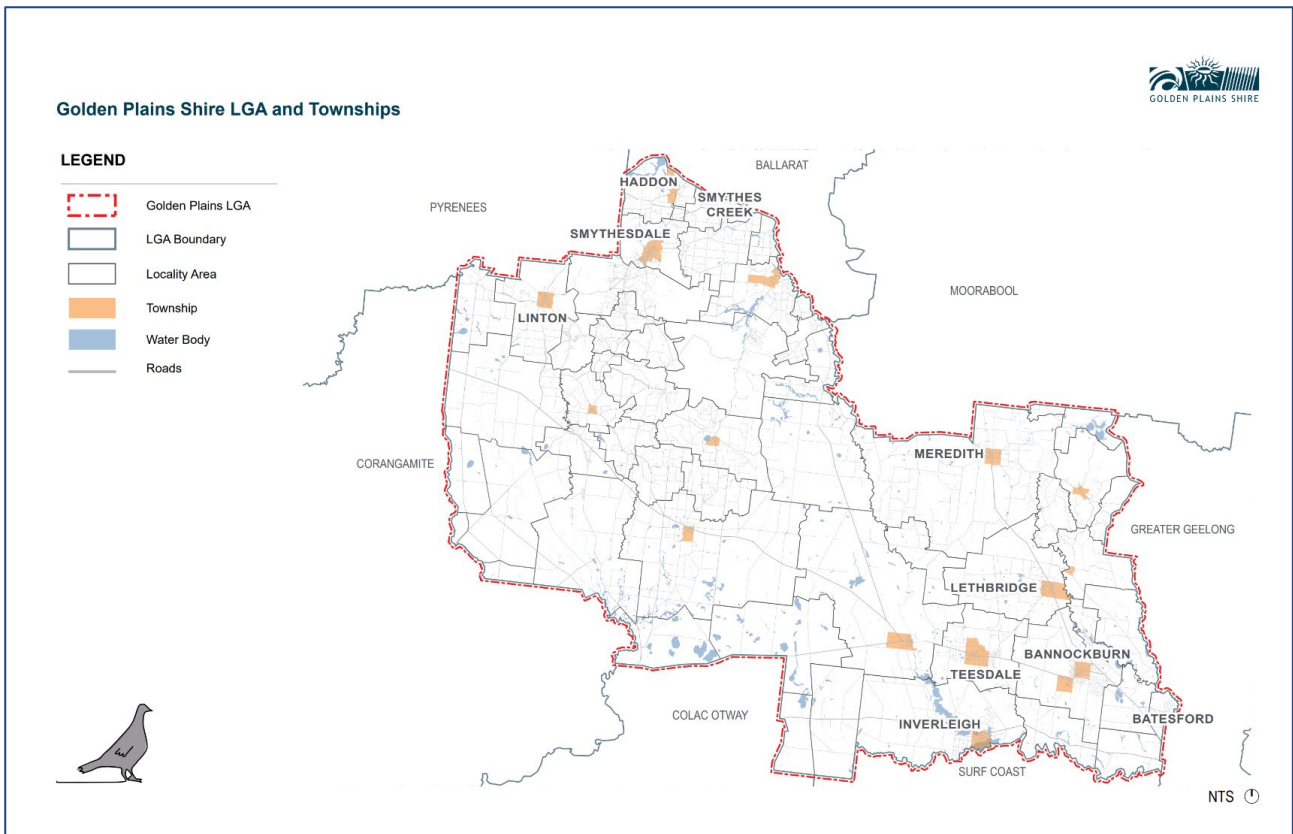 GOLDEN PLAINS SHIRE
Golden Plains Shire LGA and Townships
LEGEND
Golden Plains LGA
LGA Boundary
Locality Area
Township
Water Body
Roads
BALLARAT
HADDON
SMYTHES
CREEK
PYRENEES
SMYTHESDALE
MOORABOOL
LINTON
MEREDITH
CORANGAMITE
GREATER GEELONG
LETHBRIDGE
BANNOCKBURN
TEESDALE
COLAC OTWAY
INVERLEIGH
BATESFORD
SURF COAST
NTS